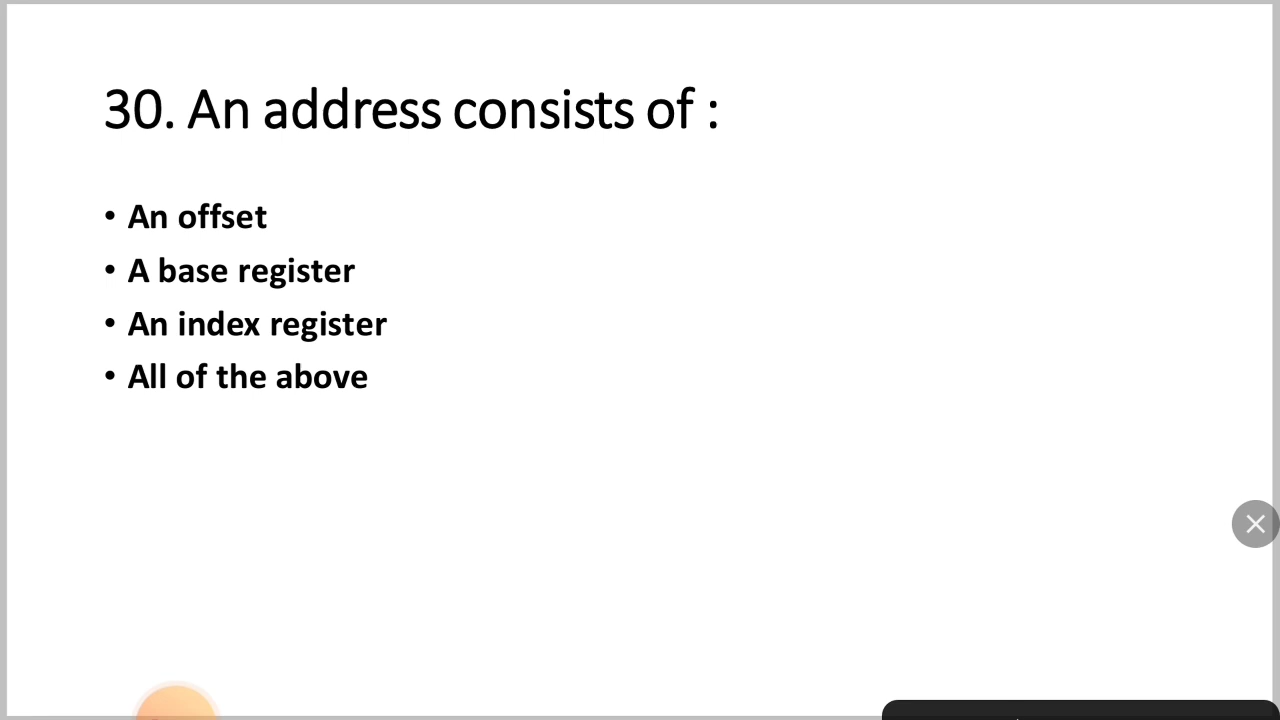 30. An address consists of :
• An offset
• A base register
• An index register
• All of the above